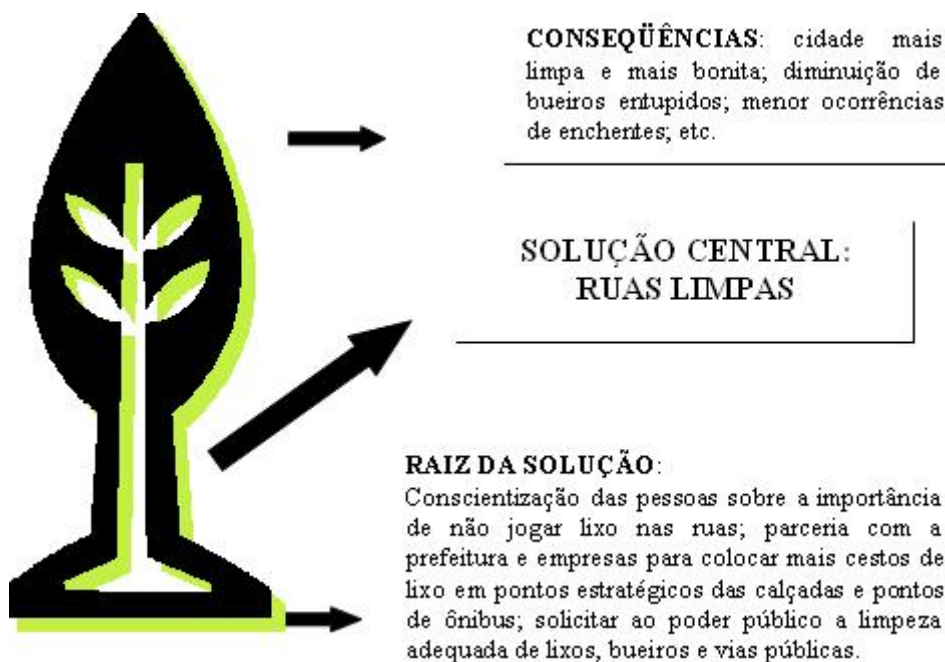 CONSEQÜÊNCIAS: cidade mais
limpa e mais bonita; diminuição de
bueiros entupidos; menor ocorrências
de enchentes; etc.
SOLUÇÃO CENTRAL:
RUAS LIMPAS
RAIZ DA SOLUÇÃO:
Conscientização das pessoas sobre a importância
de não jogar lixo nas ruas; parceria com a
prefeitura e empresas para colocar mais cestos de
lixo em pontos estratégicos das calçadas e pontos
de ônibus; solicitar ao poder público a limpeza
adequada de lixos, bueiros e vias públicas.